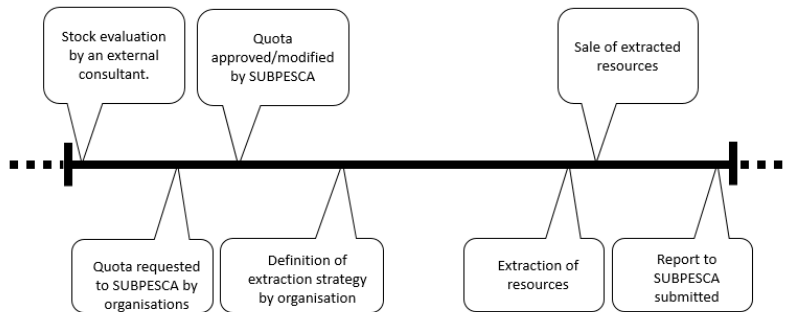 Stock evaluation
by an external
consultant.
Quota
approved/modified
by SUBPESCA
Sale of extracted
resources
Quota requested
to SUBPESCA by
organisations
Definition of
extraction strategy
by organisation
Extraction of
resources
Report to
SUBPESCA
submitted